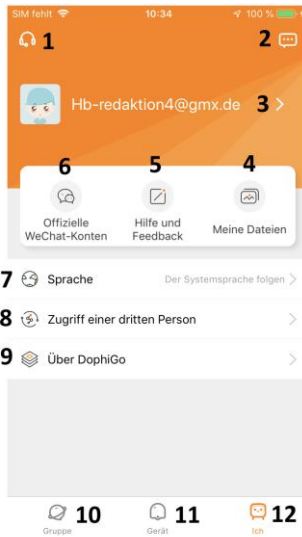 SIM fehlt 10:34 100 %
1 2
Hb-redaktion4@gmx.de 3
6 5 4
Offizielle WeChat-Konten
Hilfe und Feedback
Meine Dateien
7 Sprache Der Systemsprache folgen
8 Zugriff einer dritten Person
9 Über DophiGo
10 11 12
Gruppe Gerät Ich